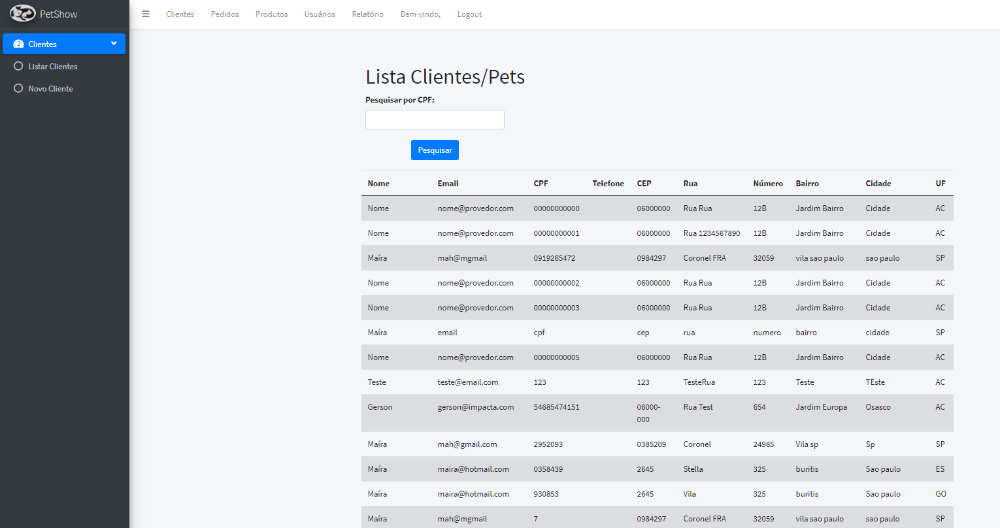 PetShow
Clientes Pedidos Produtos Usuários Relatório Bem-vindo, Logout
Clientes
Listar Clientes
Novo Cliente
Lista Clientes/Pets
Pesquisar por CPF:
Pesquisar
Nome Email CPF Telefone CEP Rua Número Bairro Cidade UF
Nome nome@provedor.com 00000000000 06000000 Rua Rua 12B Jardim Bairro Cidade AC
Nome nome@provedor.com 00000000001 06000000 Rua 1234567890 12B Jardim Bairro Cidade AC
Maíra mah@mgmail 0919265472 0984297 Coronel FRA 32059 vila sao paulo sao paulo SP
Nome nome@provedor.com 00000000002 06000000 Rua Rua 12B Jardim Bairro Cidade AC
Nome nome@provedor.com 00000000003 06000000 Rua Rua 12B Jardim Bairro Cidade AC
Maíra email cpf cep rua numero bairro cidade SP
Nome nome@provedor.com 00000000005 06000000 Rua Rua 12B Jardim Bairro Cidade AC
Teste teste@email.com 123 123 TesteRua 123 Teste TEste AC
Gerson gerson@impacta.com 54685474151 06000- Rua Test 654 Jardim Europa Osasco AC
000
Maíra mah@gmail.com 2952093 0385209 Coronel 24985 Vila sp Sp SP
Maíra maira@hotmail.com 0358439 2645 Stella 325 buritis Sao paulo ES
Maíra maira@hotmail.com 930853 2645 Vila 325 buritis Sao paulo GO
Maíra mah@mgmail 7 0984297 Coronel FRA 32059 vila sao paulo sao paulo SP